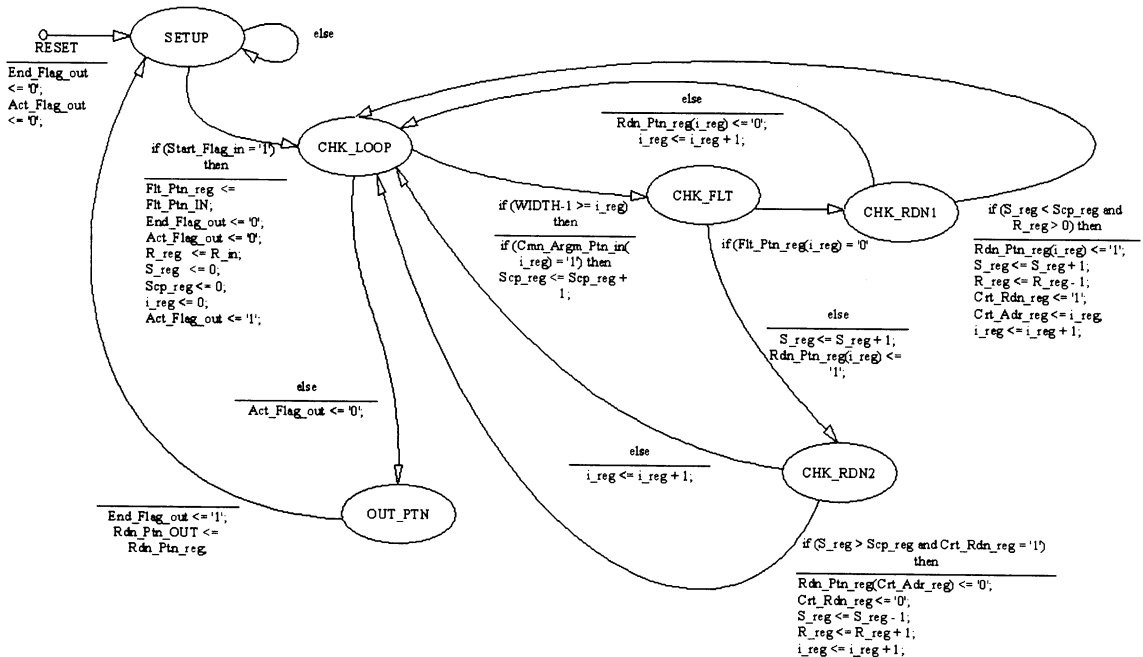 SETUP
else
RESET
End_Flag_out
<= '0';
Act_Flag_out
<= '0';
CHK_LOOP
if (Start_Flag_in = '1')
then
Flt_Ptn_reg <=
Flt_Ptn_IN;
End_Flag_out <= '0';
Act_Flag_out <= '0';
R_reg <= R_in;
S_reg <= 0;
Scp_reg <= 0;
i_reg <= 0;
Act_Flag_out <= '1';
else
Rdn_Ptn_reg(i_reg) <= '0';
i_reg <= i_reg + 1;
CHK_FLT
CHK_RDN1
if (WIDTH-1 >= i_reg)
then
if (Cmn_Argm_Ptn_in(
i_reg) = '1') then
Scp_reg <= Scp_reg +
1;
if (Flt_Ptn_reg(i_reg) = '0'
if (S_reg < Scp_reg and
R_reg > 0) then
Rdn_Ptn_reg(i_reg) <= '1';
S_reg <= S_reg + 1;
R_reg <= R_reg - 1;
Crt_Rdn_reg <= '1';
Crt_Adr_reg <= i_reg,
i_reg <= i_reg + 1;
else
S_reg <= S_reg + 1;
Rdn_Ptn_reg(i_reg) <=
'1';
else
Act_Flag_out <= '0';
else
i_reg <= i_reg + 1;
CHK_RDN2
OUT_PTN
End_Flag_out <= '1';
Rdn_Ptn_OUT <=
Rdn_Ptn_reg,
if (S_reg > Scp_reg and Crt_Rdn_reg = '1')
then
Rdn_Ptn_reg(Crt_Adr_reg) <= '0';
Crt_Rdn_reg <= '0';
S_reg <= S_reg - 1;
R_reg <= R_reg + 1;
i_reg <= i_reg + 1;